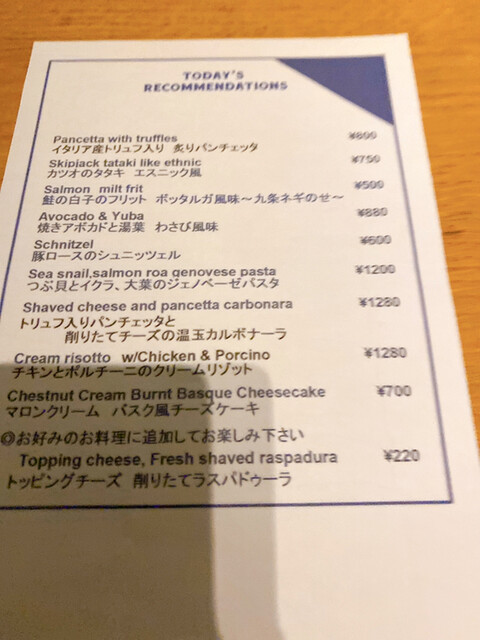 TODAY'S
RECOMMENDATIONS
Pancetta with truffles ¥800
イタリア産トリュフ入り 炙りパンチェッタ
Skipjack tataki like ethnic ¥750
カツオのタタキ エスニック風
Salmon milt frit ¥500
鮭の白子のフリット ボッタルガ風味～九条ネギのせ～
Avocado & Yuba ¥880
焼きアボカドと湯葉 わさび風味
Schnitzel ¥600
豚ロースのシュニッツェル
Sea snail,salmon roa genovese pasta ¥1200
つぶ貝とイクラ、大葉のジェノベーゼパスタ
Shaved cheese and pancetta carbonara ¥1280
トリュフ入りパンチェッタと
削りたてチーズの温玉カルボナーラ
Cream risotto w/Chicken & Porcino ¥1280
チキンとポルチーニのクリームリゾット
Chestnut Cream Burnt Basque Cheesecake ¥700
マロンクリーム バスク風チーズケーキ
◎お好みのお料理に追加してお楽しみ下さい
Topping cheese, Fresh shaved raspadura ¥220
トッピングチーズ 削りたてラスパドゥーラ